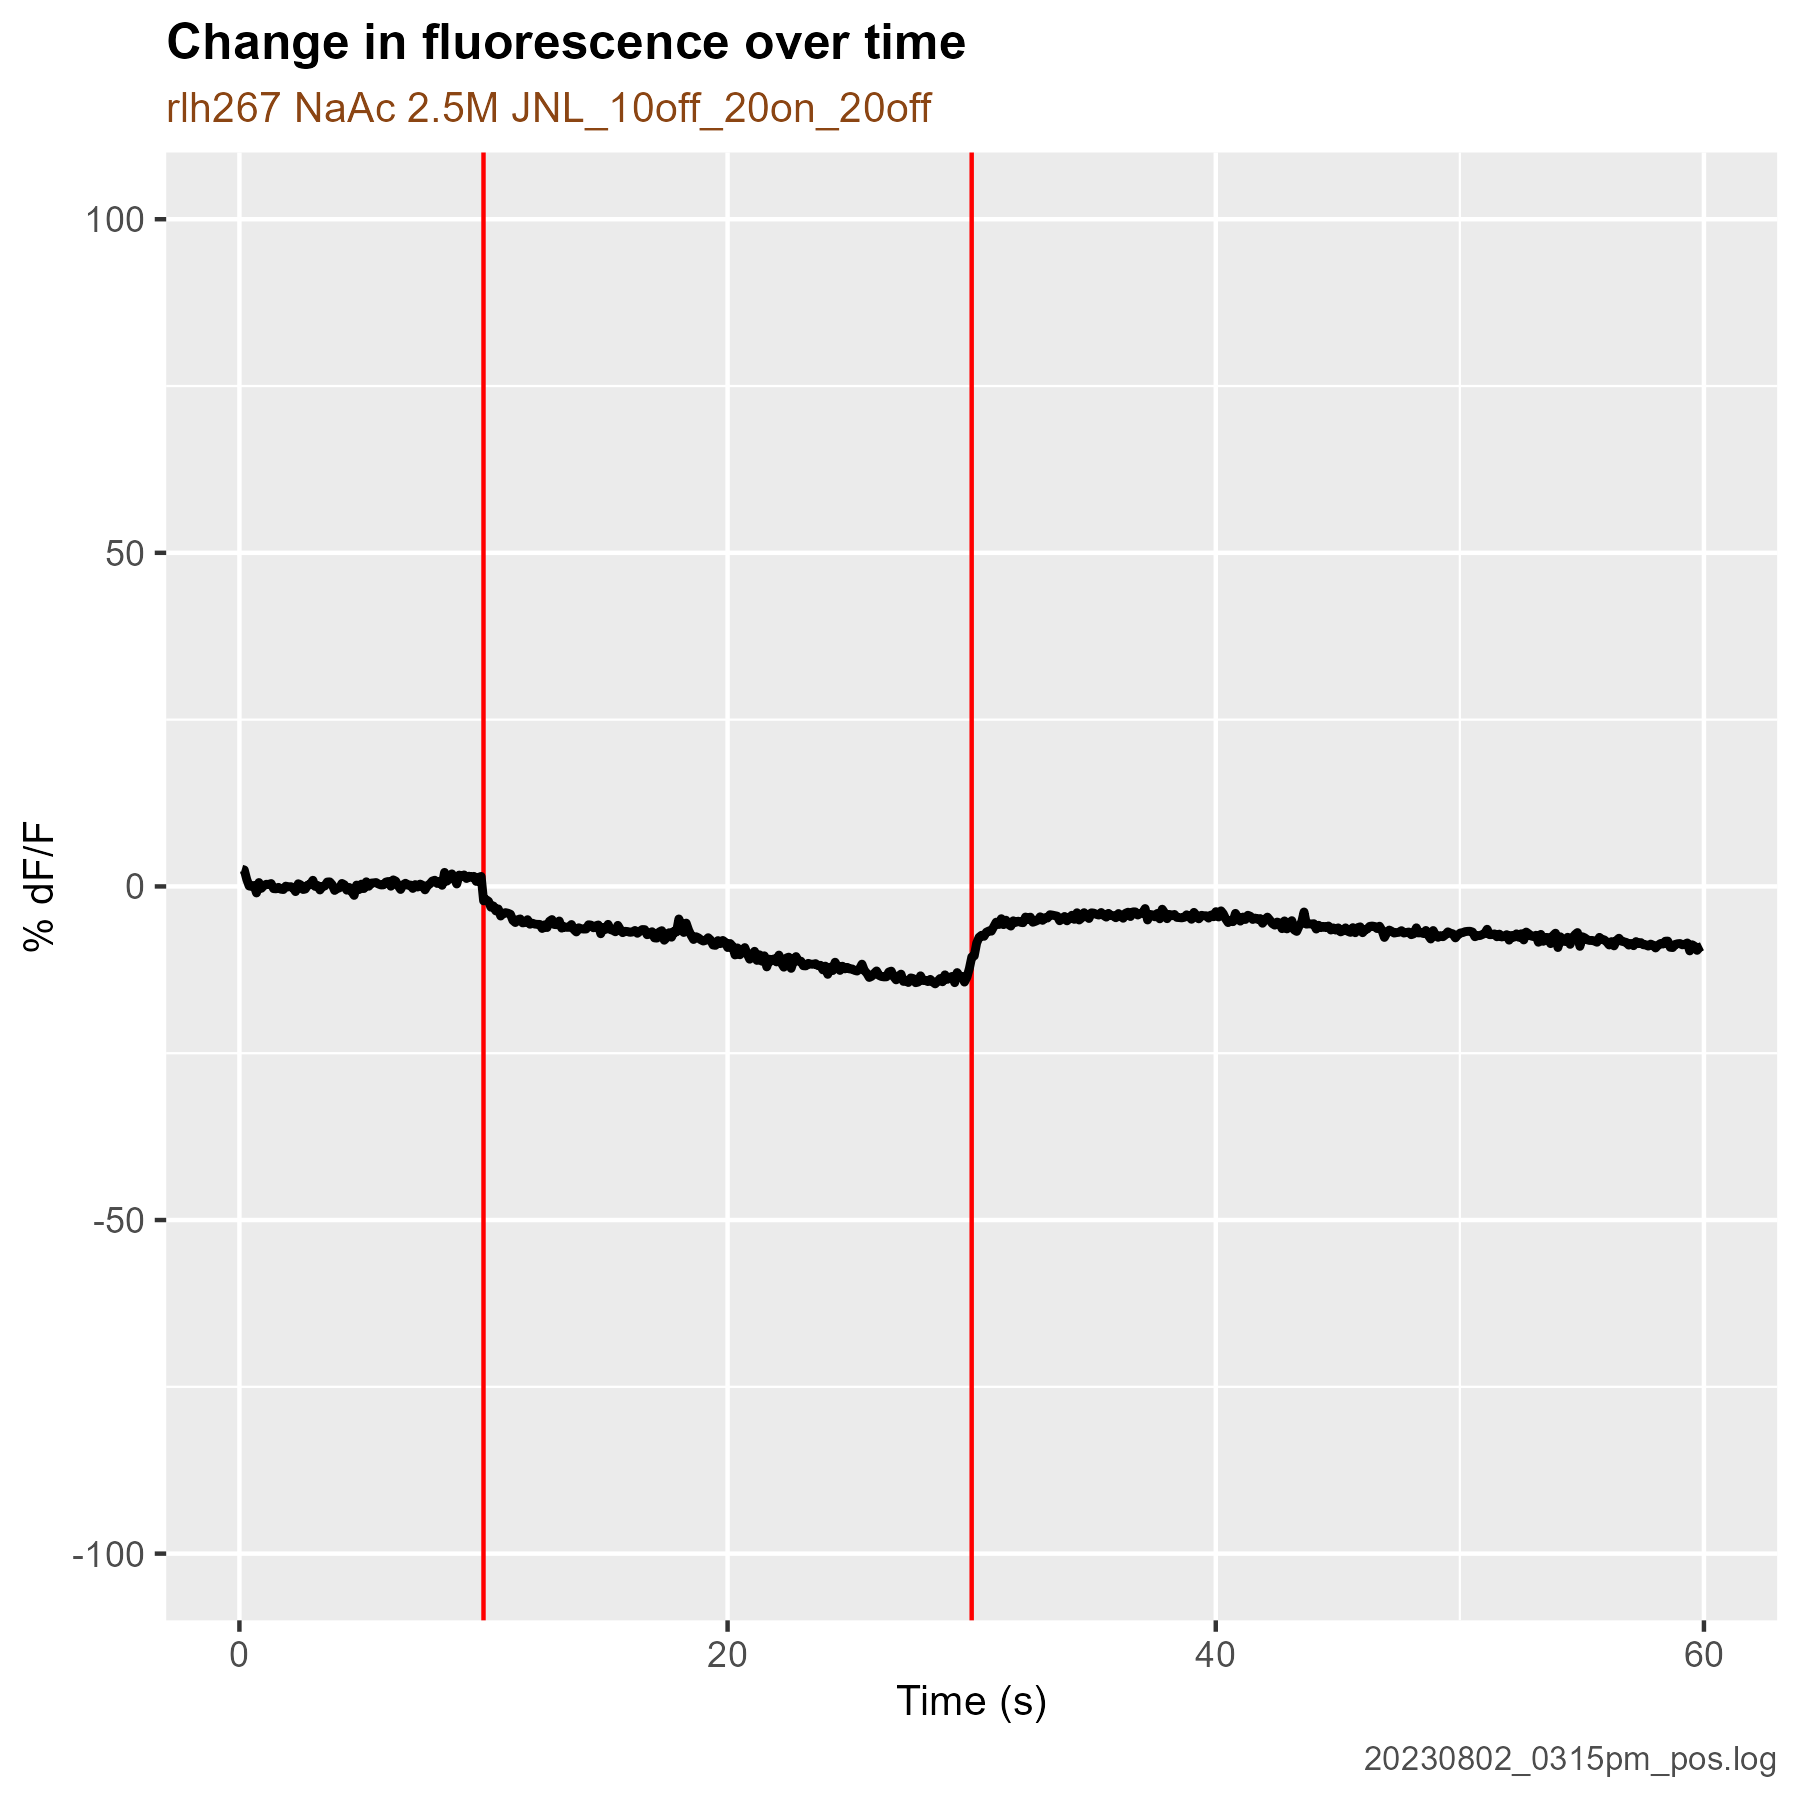 Change in fluorescence over time
rlh267 NaAc 2.5M JNL_10off_20on_20off
100
50
0
-50
-100
% dF/F
0 20 40 60
Time (s)
20230802_0315pm_pos.log